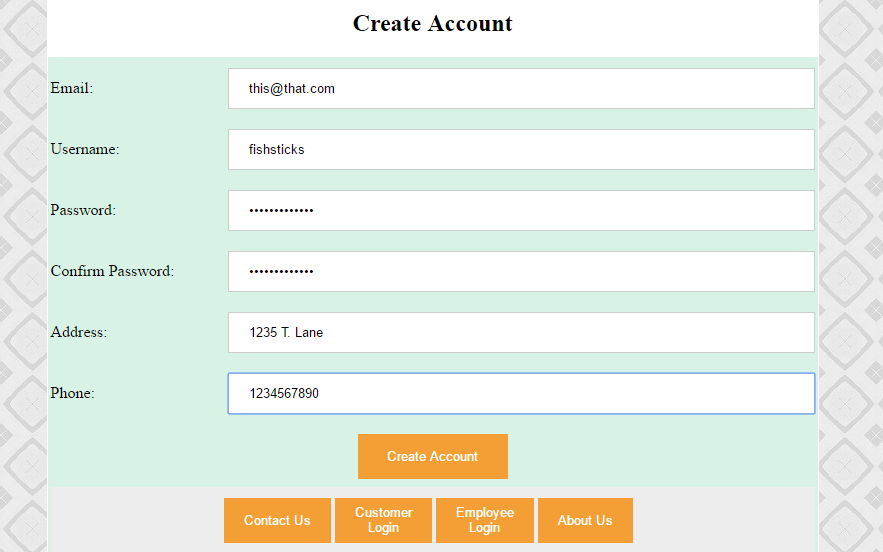 Create Account
Email: this@that.com
Username: fishsticks
Password: •••••••••••••
Confirm Password: •••••••••••••
Address: 1235 T. Lane
Phone: 1234567890
Create Account
Contact Us
Customer
Login
Employee
Login
About Us